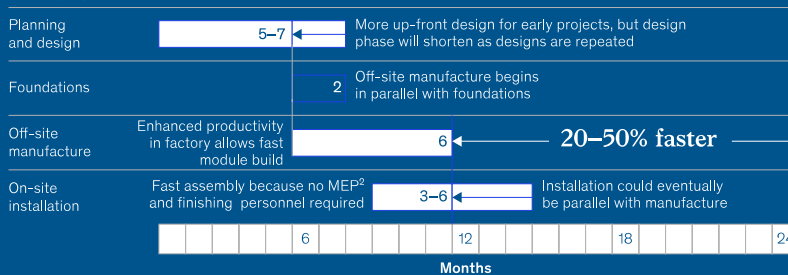 Planning
and design
5–7
More up-front design for early projects, but design
phase will shorten as designs are repeated
Foundations
2
Off-site manufacture begins
in parallel with foundations
Off-site
manufacture
Enhanced productivity
in factory allows fast
module build
6
20–50% faster
On-site
installation
Fast assembly because no MEP²
and finishing personnel required
3–6
Installation could eventually
be parallel with manufacture
6 12 18 24
Months